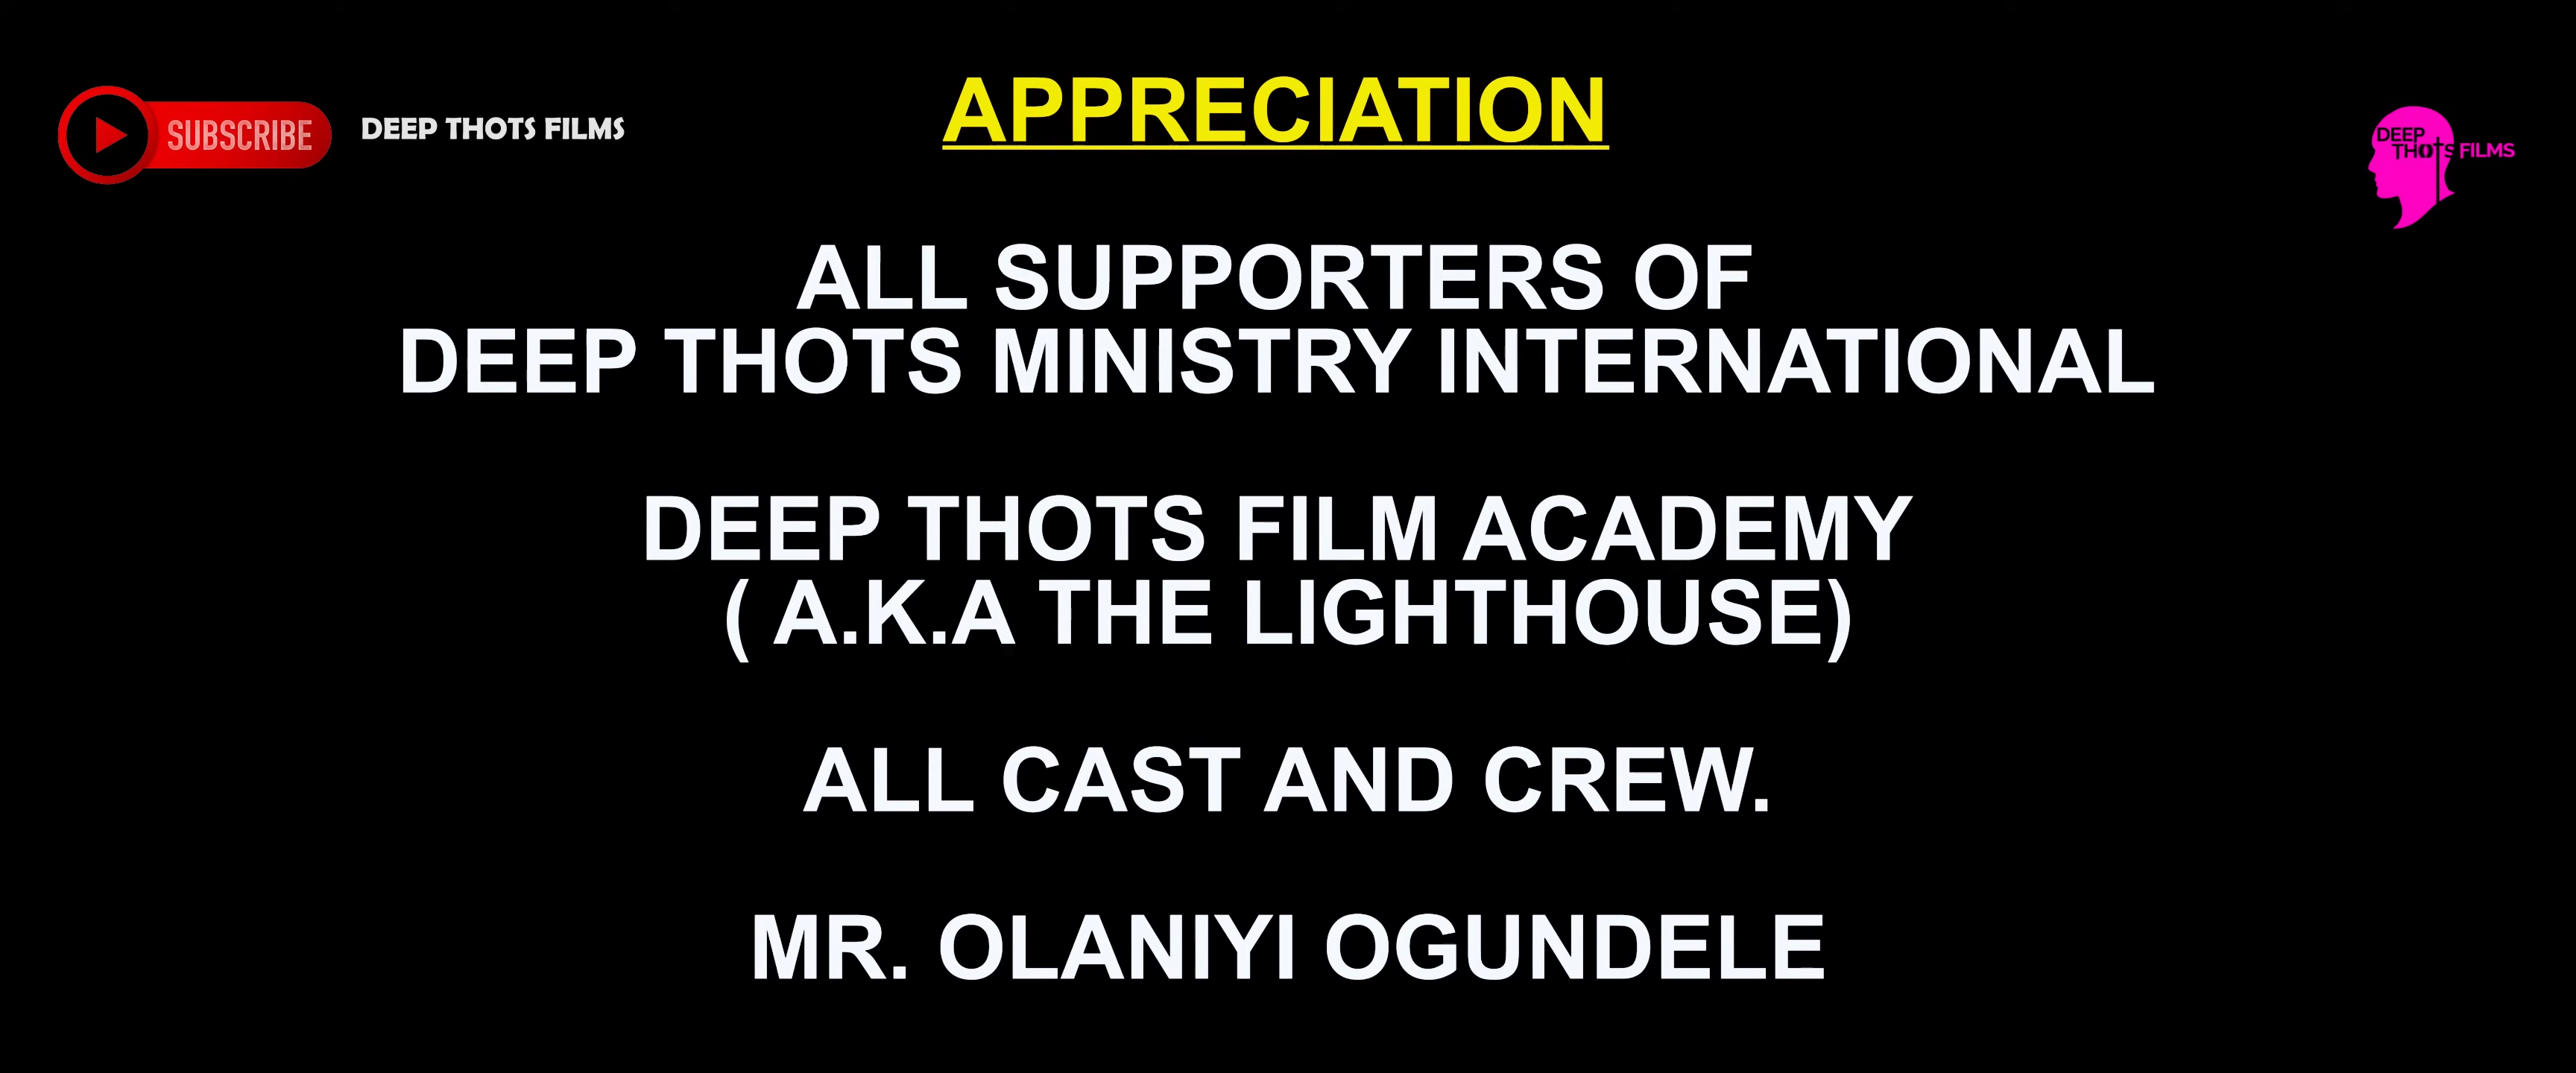 APPRECIATION
SUBSCRIBE
DEEP THOTS FILMS
DEEP
THOTS FILMS
ALL SUPPORTERS OF
DEEP THOTS MINISTRY INTERNATIONAL
DEEP THOTS FILM ACADEMY
( A.K.A THE LIGHTHOUSE)
ALL CAST AND CREW.
MR. OLANIYI OGUNDELE